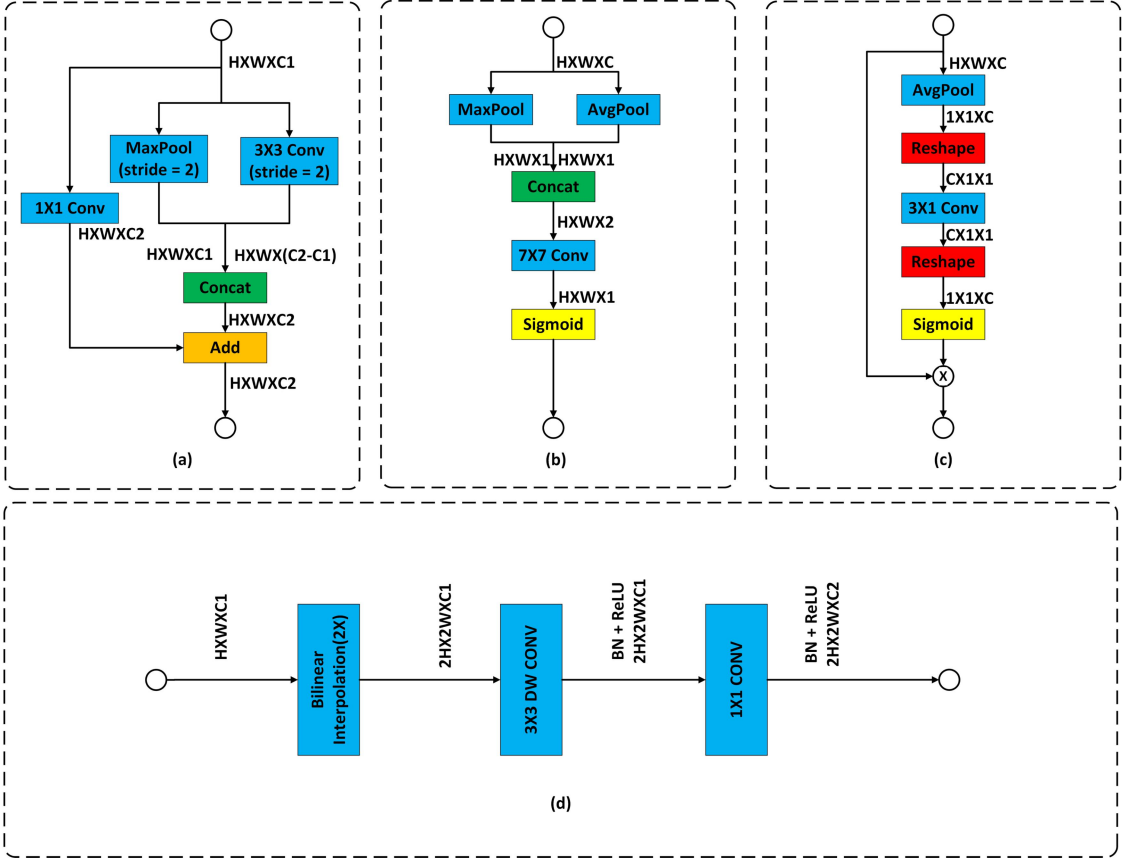 HXWXC1
MaxPool
(stride = 2)
3X3 Conv
(stride = 2)
1X1 Conv
HXWXC2
HXWXC1
HXWX(C2-C1)
Concat
HXWXC2
Add
HXWXC2
(a)
HXWXC
MaxPool
AvgPool
HXWX1
HXWX1
Concat
HXWX2
7X7 Conv
HXWX1
Sigmoid
(b)
HXWXC
AvgPool
1X1XC
Reshape
CX1X1
3X1 Conv
CX1X1
Reshape
1X1XC
Sigmoid
X
(c)
HXWXC1
Bilinear
Interpolation(2X)
2HX2WXC1
3X3 DW CONV
BN + ReLU
2HX2WXC1
1X1 CONV
BN + ReLU
2HX2WXC2
(d)